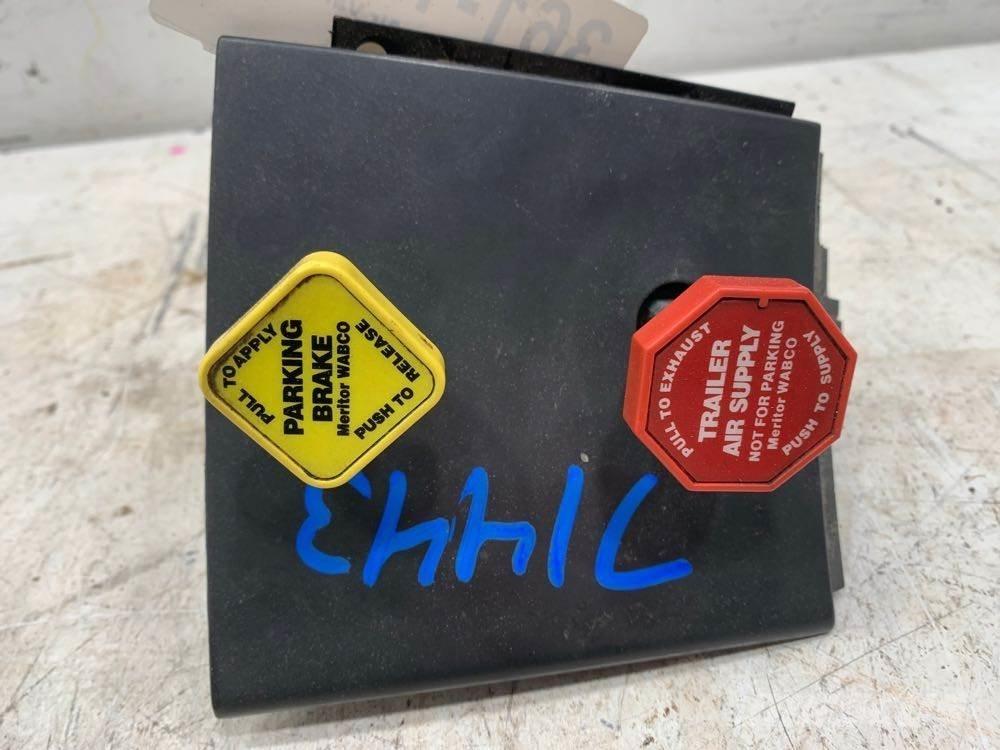 PULL TO APPLY
PARKING
BRAKE
Meritor WABCO
PUSH TO RELEASE
PULL TO EXHAUST
TRAILER
AIR SUPPLY
NOT FOR PARKING
Meritor WABCO
PUSH TO SUPPLY
71443